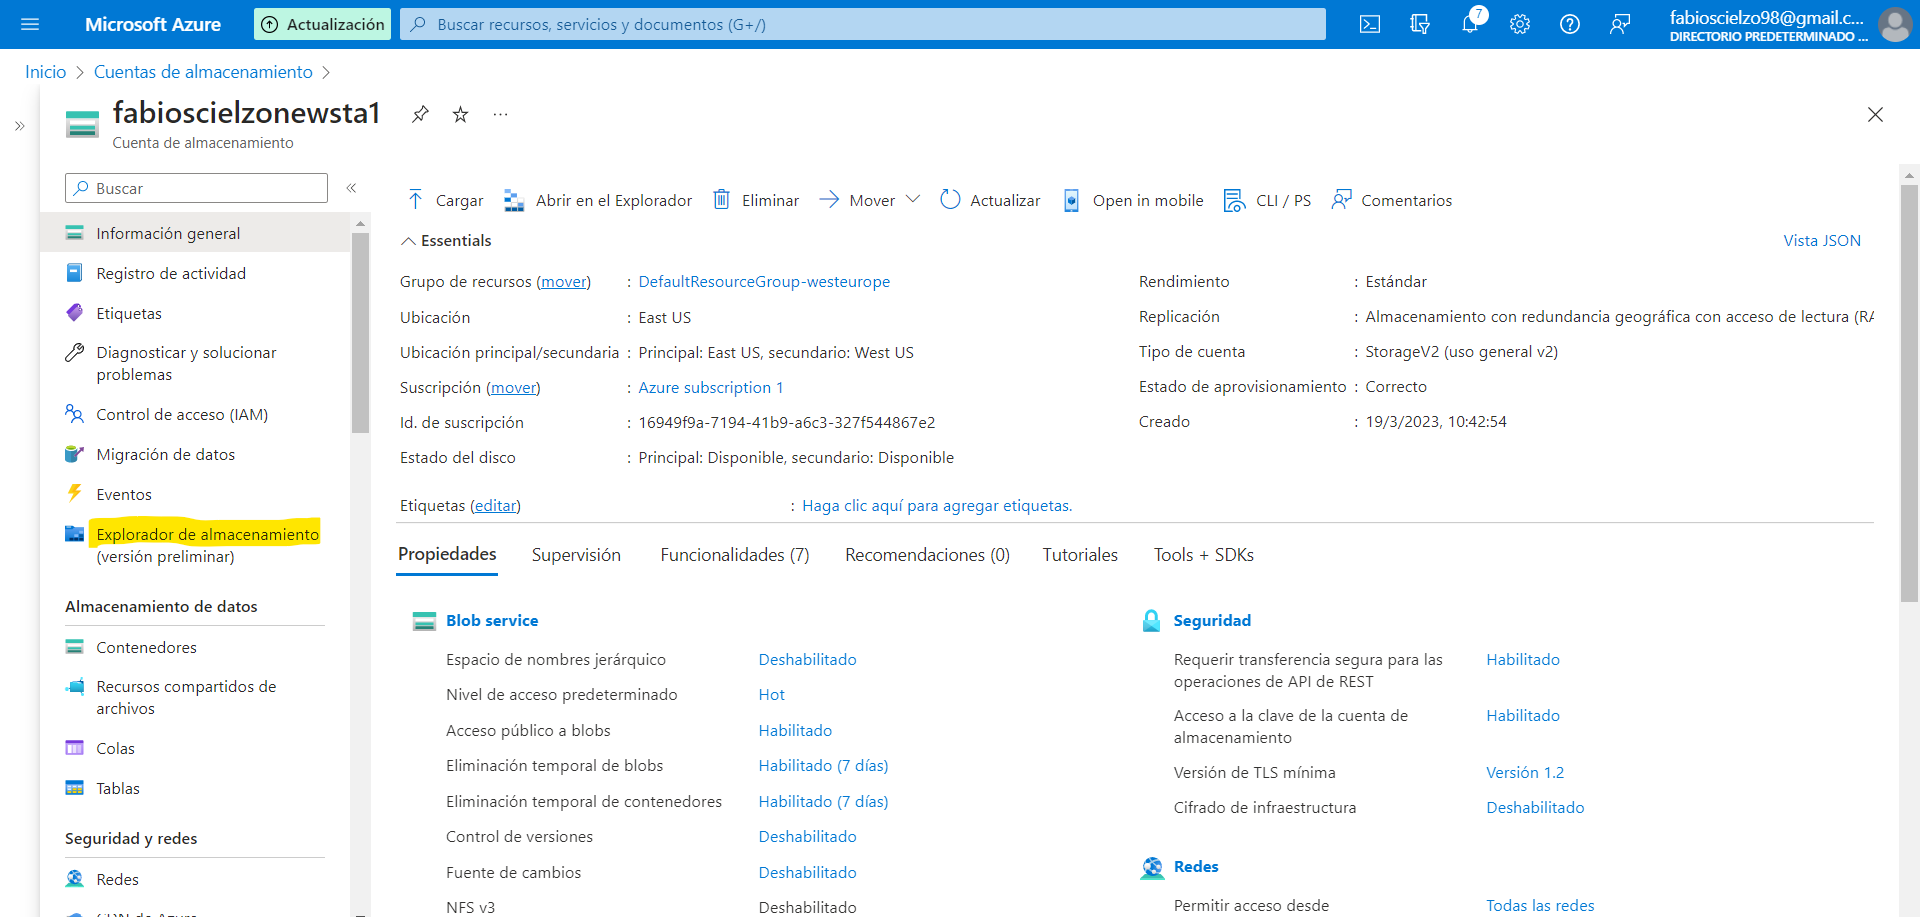 Microsoft Azure
Actualización
Buscar recursos, servicios y documentos (G+/)
7
fabioscielzo98@gmail.c...
DIRECTORIO PREDETERMINADO ...
Inicio > Cuentas de almacenamiento >
fabioscielzonewsta1
Cuenta de almacenamiento
Buscar
Información general
Registro de actividad
Etiquetas
Diagnosticar y solucionar
problemas
Control de acceso (IAM)
Migración de datos
Eventos
Explorador de almacenamiento
(versión preliminar)
Almacenamiento de datos
Contenedores
Recursos compartidos de
archivos
Colas
Tablas
Seguridad y redes
Redes
CDN de Azure
Cargar
Abrir en el Explorador
Eliminar
Mover
Actualizar
Open in mobile
CLI / PS
Comentarios
Essentials
Vista JSON
Grupo de recursos (mover) : DefaultResourceGroup-westeurope
Ubicación : East US
Ubicación principal/secundaria : Principal: East US, secundario: West US
Suscripción (mover) : Azure subscription 1
Id. de suscripción : 16949f9a-7194-41b9-a6c3-327f544867e2
Estado del disco : Principal: Disponible, secundario: Disponible
Rendimiento : Estándar
Replicación : Almacenamiento con redundancia geográfica con acceso de lectura (RA
Tipo de cuenta : StorageV2 (uso general v2)
Estado de aprovisionamiento : Correcto
Creado : 19/3/2023, 10:42:54
Etiquetas (editar) : Haga clic aquí para agregar etiquetas.
Propiedades
Supervisión
Funcionalidades (7)
Recomendaciones (0)
Tutoriales
Tools + SDKs
Blob service
Espacio de nombres jerárquico Deshabilitado
Nivel de acceso predeterminado Hot
Acceso público a blobs Habilitado
Eliminación temporal de blobs Habilitado (7 días)
Eliminación temporal de contenedores Habilitado (7 días)
Control de versiones Deshabilitado
Fuente de cambios Deshabilitado
NFS v3 Deshabilitado
Seguridad
Requerir transferencia segura para las Habilitado
operaciones de API de REST
Acceso a la clave de la cuenta de Habilitado
almacenamiento
Versión de TLS mínima Versión 1.2
Cifrado de infraestructura Deshabilitado
Redes
Permitir acceso desde Todas las redes